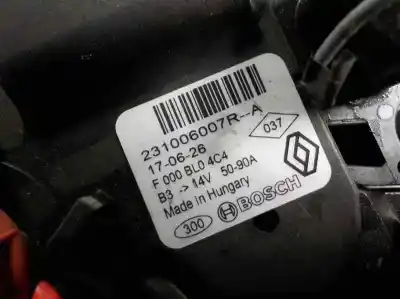 231006007R--A
17-06-26
037
F 000 BL0 4C4
B3 -> 14V 50-90A
Made in Hungary
300 BOSCH